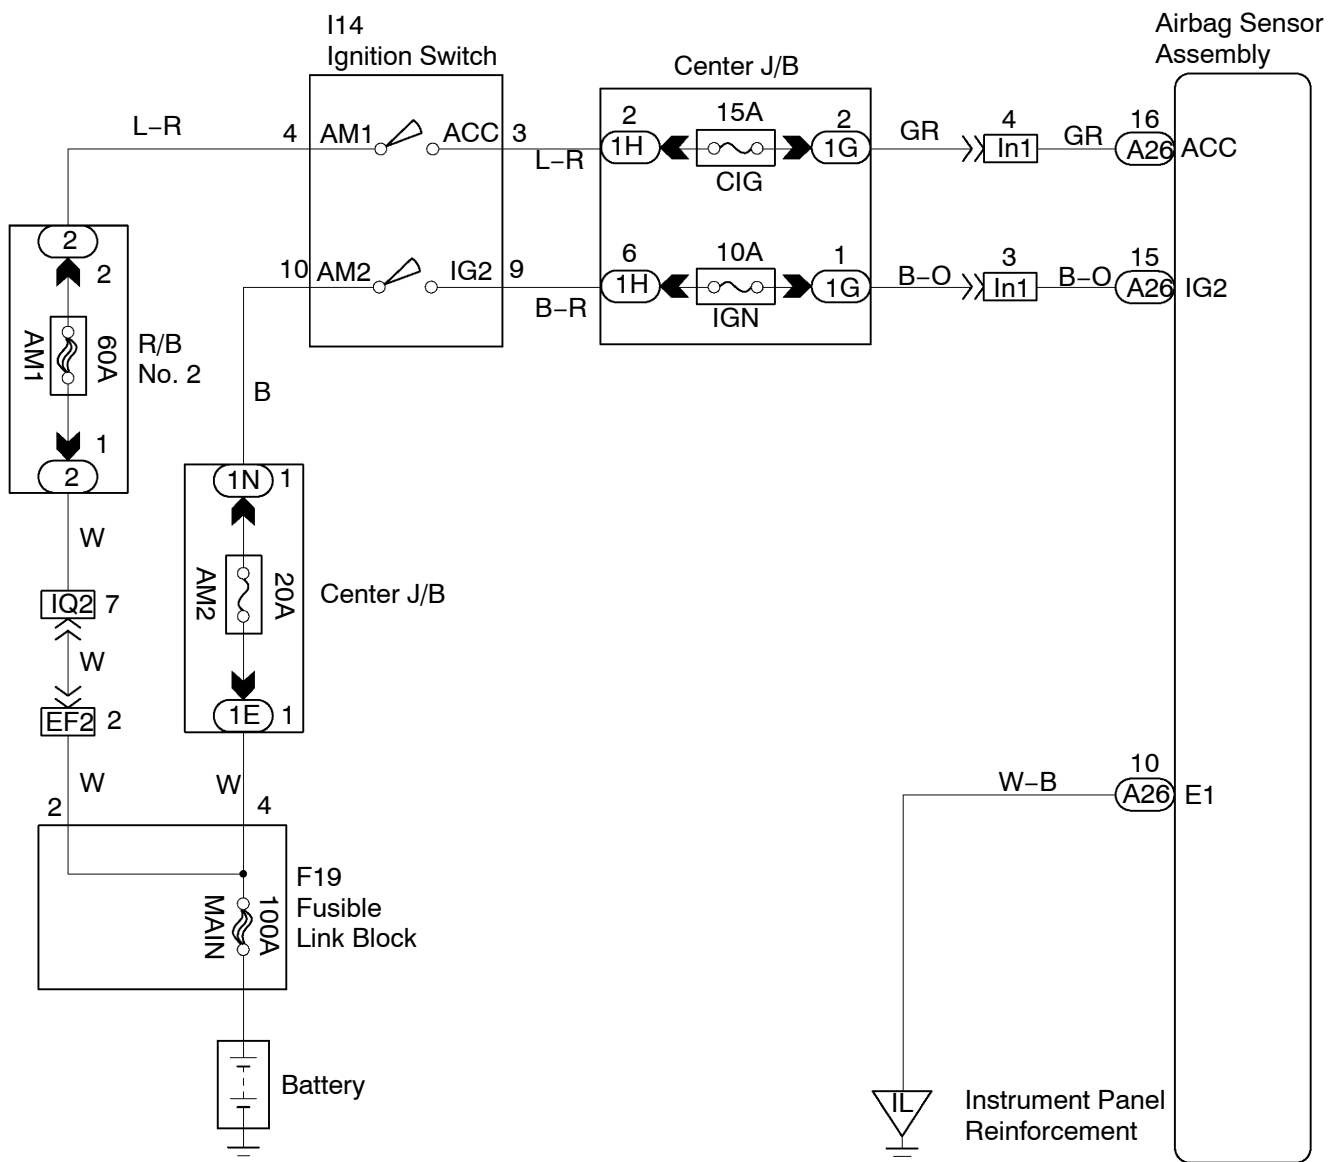 I14
Ignition Switch
Airbag Sensor
Assembly
Center J/B
L–R
4
AM1
ACC
3
L–R
2
1H
15A
CIG
2
1G
GR
4
In1
GR
16
A26
ACC
10
AM2
IG2
9
B–R
6
1H
10A
IGN
1
1G
B–O
3
In1
B–O
15
A26
IG2
2
2
60A
AM1
R/B
No. 2
1
2
B
W
1N
1
20A
AM2
Center J/B
1E
1
IQ2
7
W
EF2
2
W
W
2
4
F19
Fusible
Link Block
100A
MAIN
Battery
10
A26
E1
W–B
IL
Instrument Panel
Reinforcement